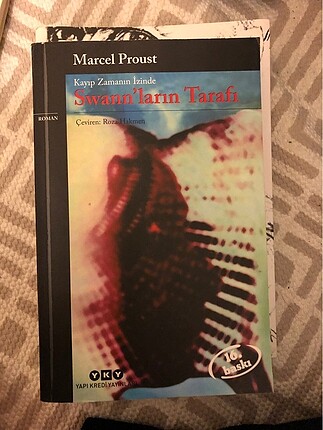 Marcel Proust
Kayıp Zamanın İzinde
Swann'ların Tarafı
Çeviren: Roza Hakmen
ROMAN
16.
baskı
YKY
YAPI KREDİ YAYINLARI